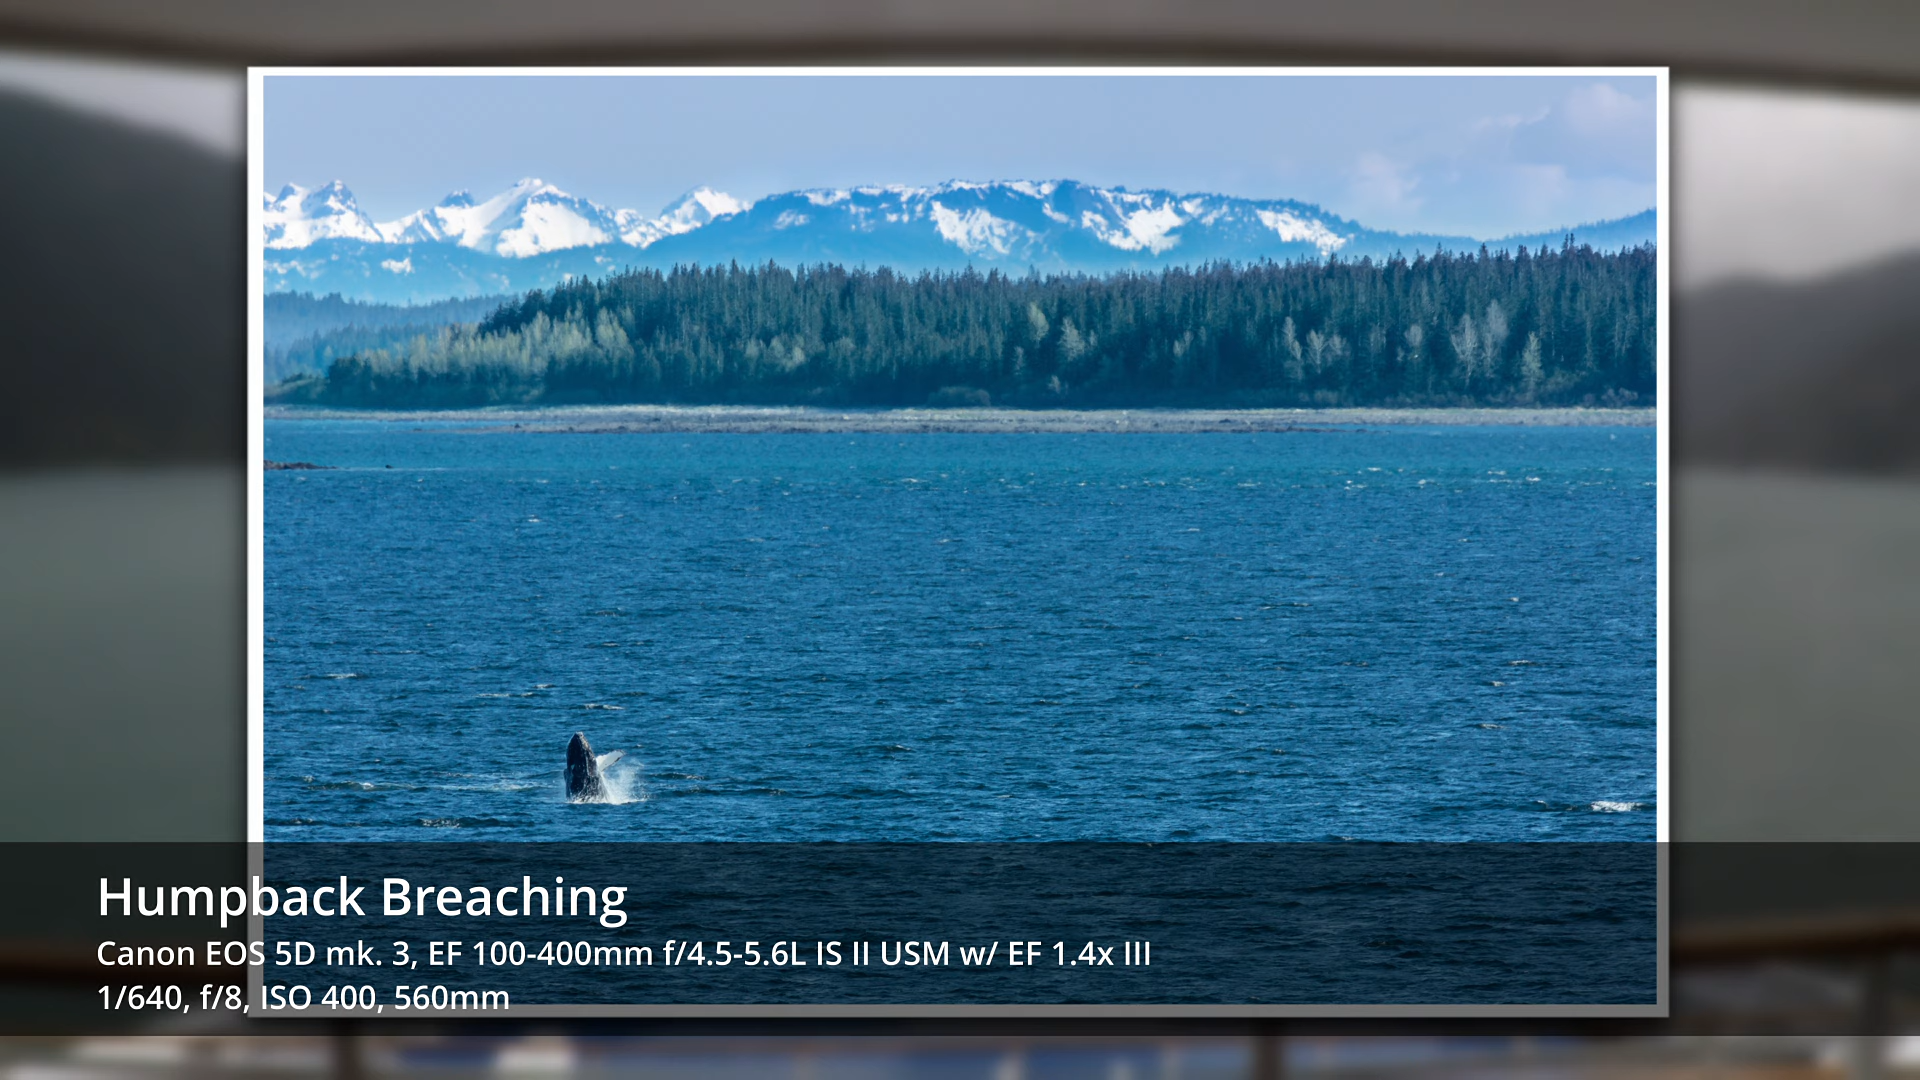 Humpback Breaching
Canon EOS 5D mk. 3, EF 100-400mm f/4.5-5.6L IS II USM w/ EF 1.4x III
1/640, f/8, ISO 400, 560mm